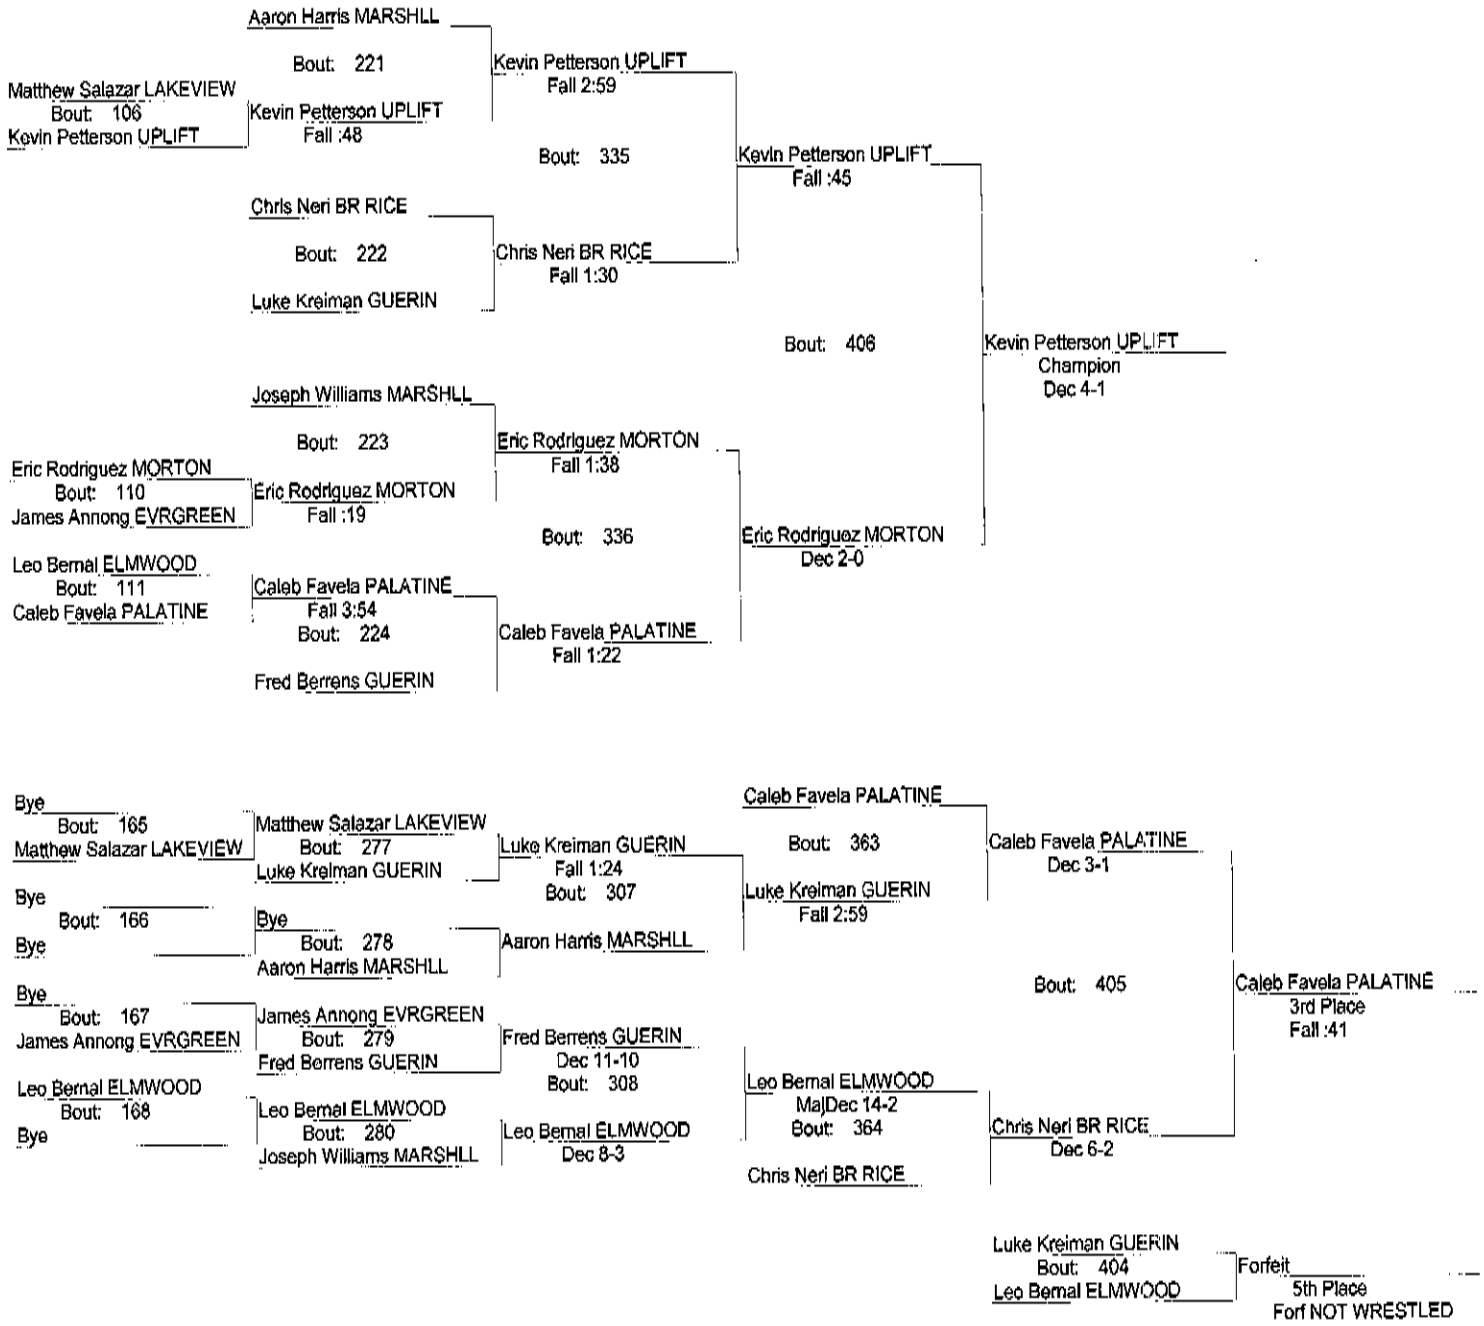 Aaron Harris MARSHLL
Bout: 221
Kevin Petterson UPLIFT
Fall 2:59
Matthew Salazar LAKEVIEW
Bout: 106
Kevin Petterson UPLIFT
Kevin Petterson UPLIFT
Fall :48
Bout: 335
Kevin Petterson UPLIFT
Fall :45
Chris Neri BR RICE
Bout: 222
Chris Neri BR RICE
Fall 1:30
Luke Kreiman GUERIN
Bout: 406
Kevin Petterson UPLIFT
Champion
Dec 4-1
Joseph Williams MARSHLL
Bout: 223
Eric Rodriguez MORTON
Fall 1:38
Eric Rodriguez MORTON
Bout: 110
James Annong EVRGREEN
Eric Rodriguez MORTON
Fall :19
Bout: 336
Eric Rodriguez MORTON
Dec 2-0
Leo Bernal ELMWOOD
Bout: 111
Caleb Favela PALATINE
Caleb Favela PALATINE
Fall 3:54
Bout: 224
Caleb Favela PALATINE
Fall 1:22
Fred Berrens GUERIN
Bye
Bout: 165
Matthew Salazar LAKEVIEW
Matthew Salazar LAKEVIEW
Bout: 277
Luke Kreiman GUERIN
Luke Kreiman GUERIN
Fall 1:24
Bout: 307
Caleb Favela PALATINE
Bout: 363
Luke Kreiman GUERIN
Fall 2:59
Caleb Favela PALATINE
Dec 3-1
Bye
Bout: 166
Bye
Bye
Bout: 278
Aaron Harris MARSHLL
Aaron Harris MARSHLL
Bye
Bout: 167
James Annong EVRGREEN
James Annong EVRGREEN
Bout: 279
Fred Berrens GUERIN
Fred Berrens GUERIN
Dec 11-10
Bout: 308
Bout: 405
Caleb Favela PALATINE
3rd Place
Fall :41
Leo Bernal ELMWOOD
Bout: 168
Bye
Leo Bernal ELMWOOD
Bout: 280
Joseph Williams MARSHLL
Leo Bernal ELMWOOD
Dec 8-3
Leo Bernal ELMWOOD
MajDec 14-2
Bout: 364
Chris Neri BR RICE
Chris Neri BR RICE
Dec 6-2
Luke Kreiman GUERIN
Bout: 404
Leo Bernal ELMWOOD
Forfeit
5th Place
Forf NOT WRESTLED